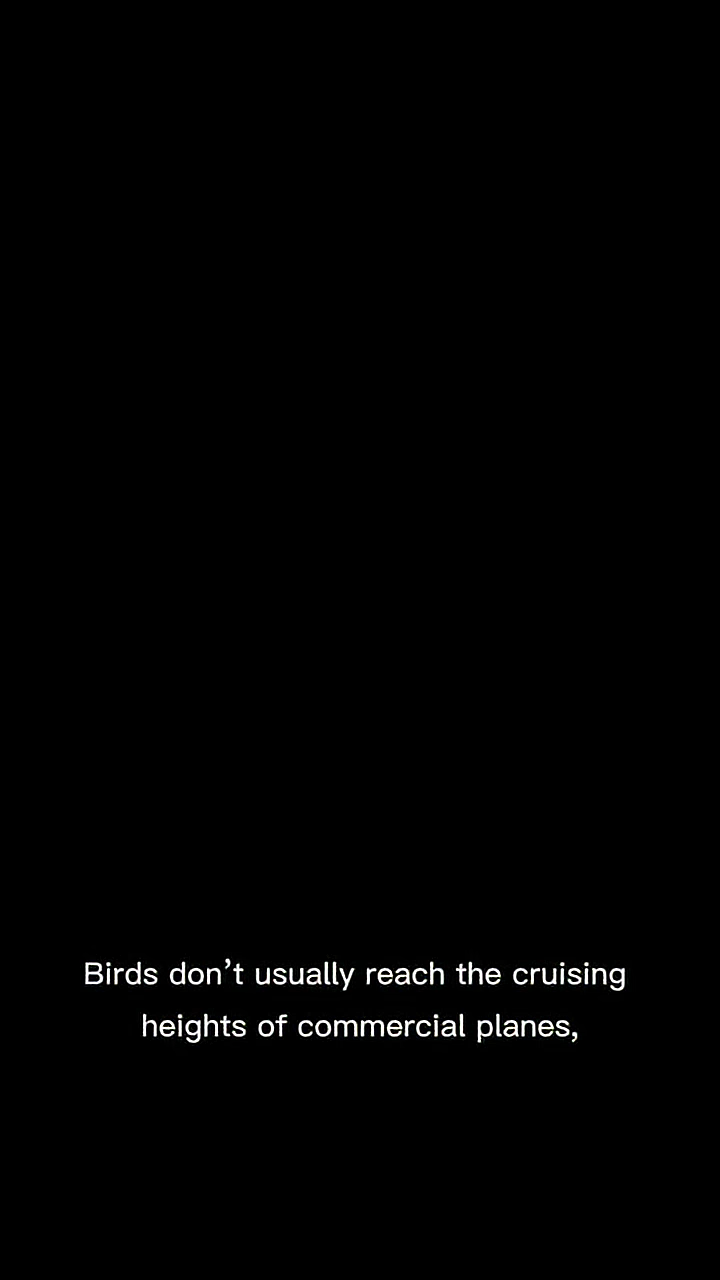 Birds don’t usually reach the cruising
heights of commercial planes,